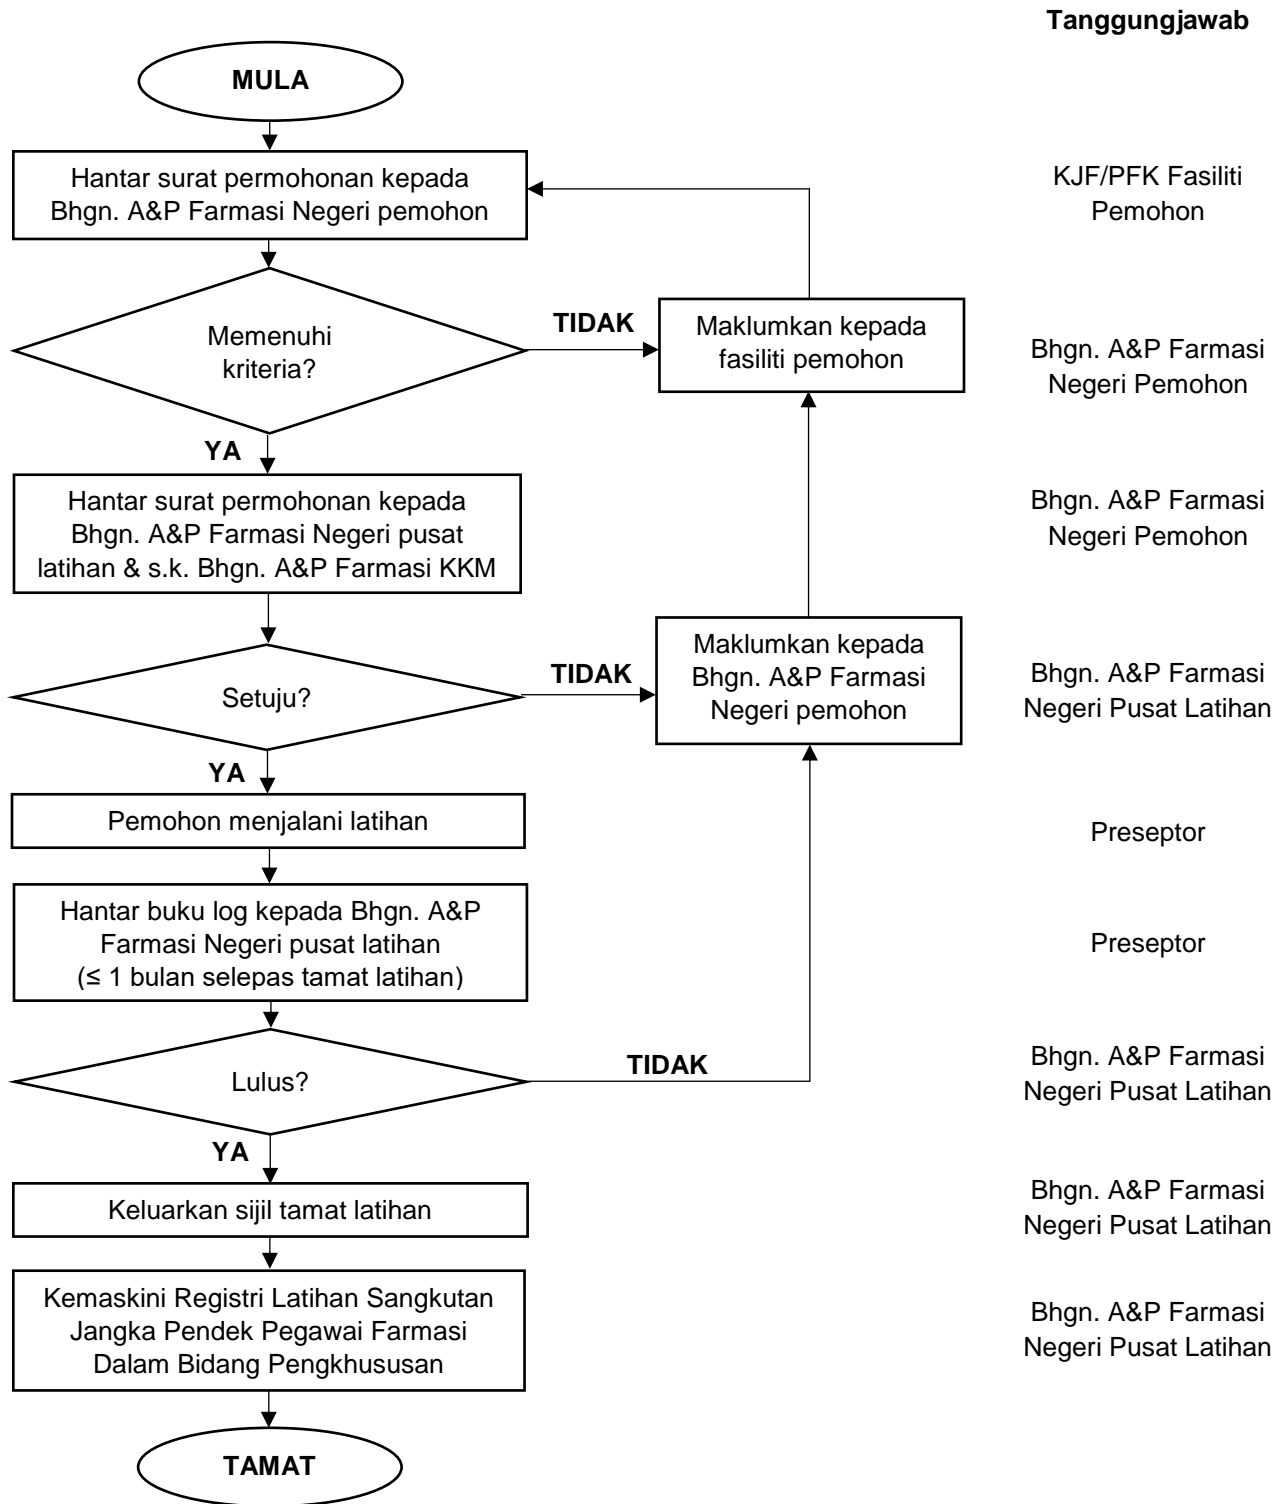 Tanggungjawab
MULA
Hantar surat permohonan kepada
Bhgn. A&P Farmasi Negeri pemohon
KJF/PFK Fasiliti
Pemohon
Memenuhi
kriteria?
TIDAK
Maklumkan kepada
fasiliti pemohon
Bhgn. A&P Farmasi
Negeri Pemohon
YA
Hantar surat permohonan kepada
Bhgn. A&P Farmasi Negeri pusat
latihan & s.k. Bhgn. A&P Farmasi KKM
Bhgn. A&P Farmasi
Negeri Pemohon
Setuju?
TIDAK
Maklumkan kepada
Bhgn. A&P Farmasi
Negeri pemohon
Bhgn. A&P Farmasi
Negeri Pusat Latihan
YA
Pemohon menjalani latihan
Preseptor
Hantar buku log kepada Bhgn. A&P
Farmasi Negeri pusat latihan
(≤ 1 bulan selepas tamat latihan)
Preseptor
Lulus?
TIDAK
Bhgn. A&P Farmasi
Negeri Pusat Latihan
YA
Keluarkan sijil tamat latihan
Bhgn. A&P Farmasi
Negeri Pusat Latihan
Kemaskini Registri Latihan Sangkutan
Jangka Pendek Pegawai Farmasi
Dalam Bidang Pengkhususan
Bhgn. A&P Farmasi
Negeri Pusat Latihan
TAMAT